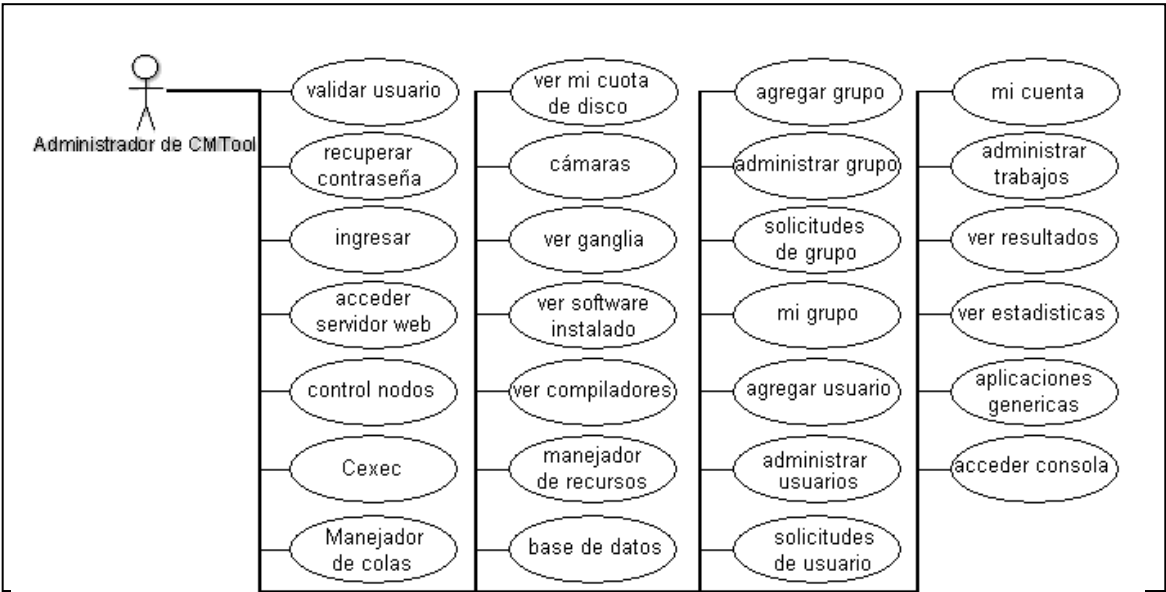 Administrador de CMTool
validar usuario
recuperar
contraseña
ingresar
acceder
servidor web
control nodos
Cexec
Manejador
de colas
ver mi cuota
de disco
cámaras
ver ganglia
ver software
instalado
ver compiladores
manejador
de recursos
base de datos
agregar grupo
administrar grupo
solicitudes
de grupo
mi grupo
agregar usuario
administrar
usuarios
solicitudes
de usuario
mi cuenta
administrar
trabajos
ver resultados
ver estadisticas
aplicaciones
genericas
acceder consola